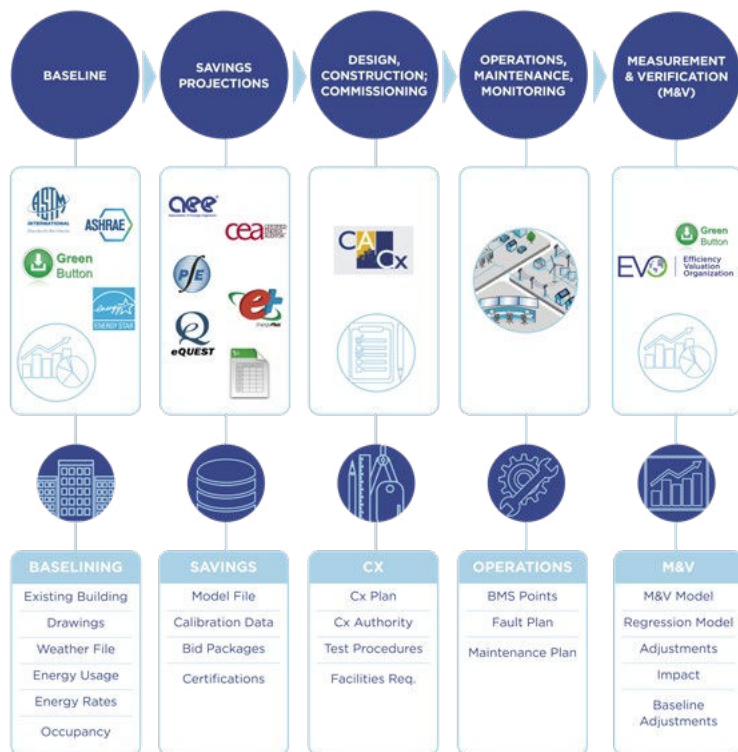 BASELINE
SAVINGS
PROJECTIONS
DESIGN,
CONSTRUCTION;
COMMISSIONING
OPERATIONS,
MAINTENANCE,
MONITORING
MEASUREMENT
& VERIFICATION
(M&V)
ASTM
INTERNATIONAL
ASHRAE
Green
Button
energy
ENERGY STAR
aee
cea
PSE
e+
EnergyPlus
Q
eQUEST
CA
Cx
Green
Button
EVO
Efficiency
Valuation
Organization
BASELINING
Existing Building
Drawings
Weather File
Energy Usage
Energy Rates
Occupancy
SAVINGS
Model File
Calibration Data
Bid Packages
Certifications
CX
Cx Plan
Cx Authority
Test Procedures
Facilities Req.
OPERATIONS
BMS Points
Fault Plan
Maintenance Plan
M&V
M&V Model
Regression Model
Adjustments
Impact
Baseline
Adjustments